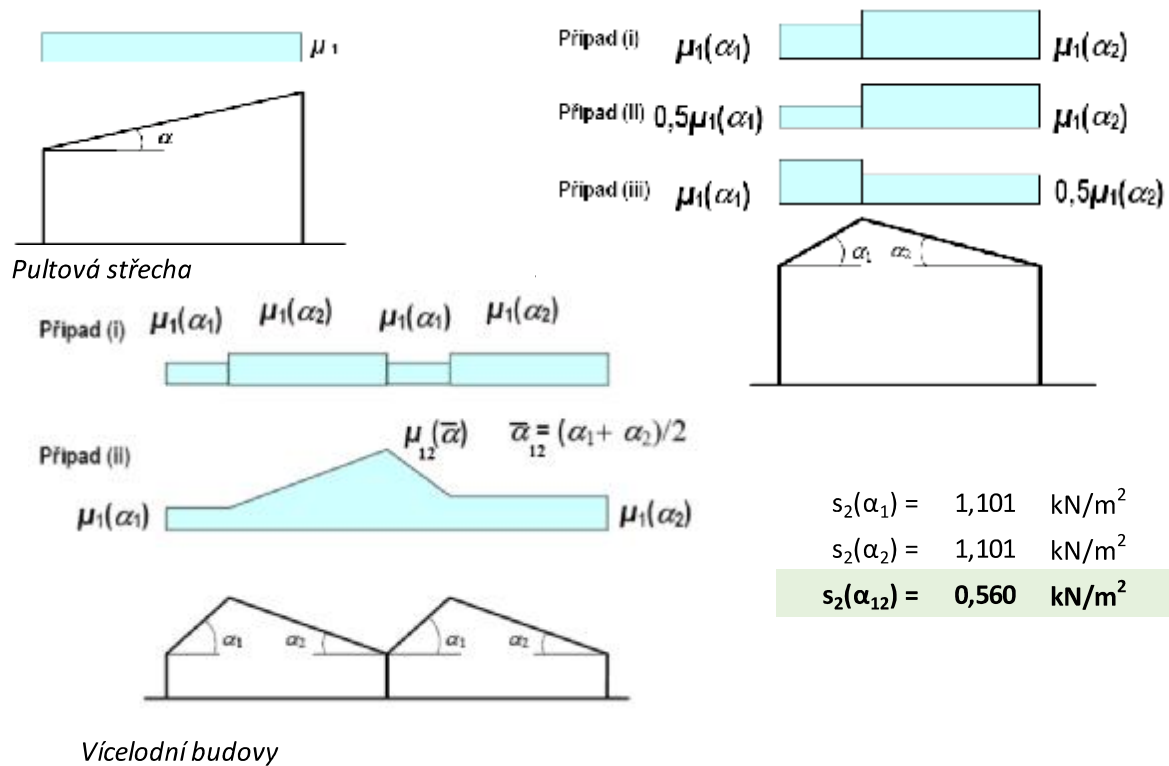 μ 1
α
Pultová střecha
Případ (i) μ1(α1) μ1(α2)
Případ (ii) 0,5μ1(α1) μ1(α2)
Případ (iii) μ1(α1) 0,5μ1(α2)
α1 α2
Případ (i) μ1(α1) μ1(α2) μ1(α1) μ1(α2)
Případ (ii) μ12(α̅) α̅12 = (α1+ α2)/2
μ1(α1) μ1(α2)
α1 α2 α1 α2
Vícelodní budovy
s2(α1) = 1,101 kN/m²
s2(α2) = 1,101 kN/m²
s2(α12) = 0,560 kN/m²